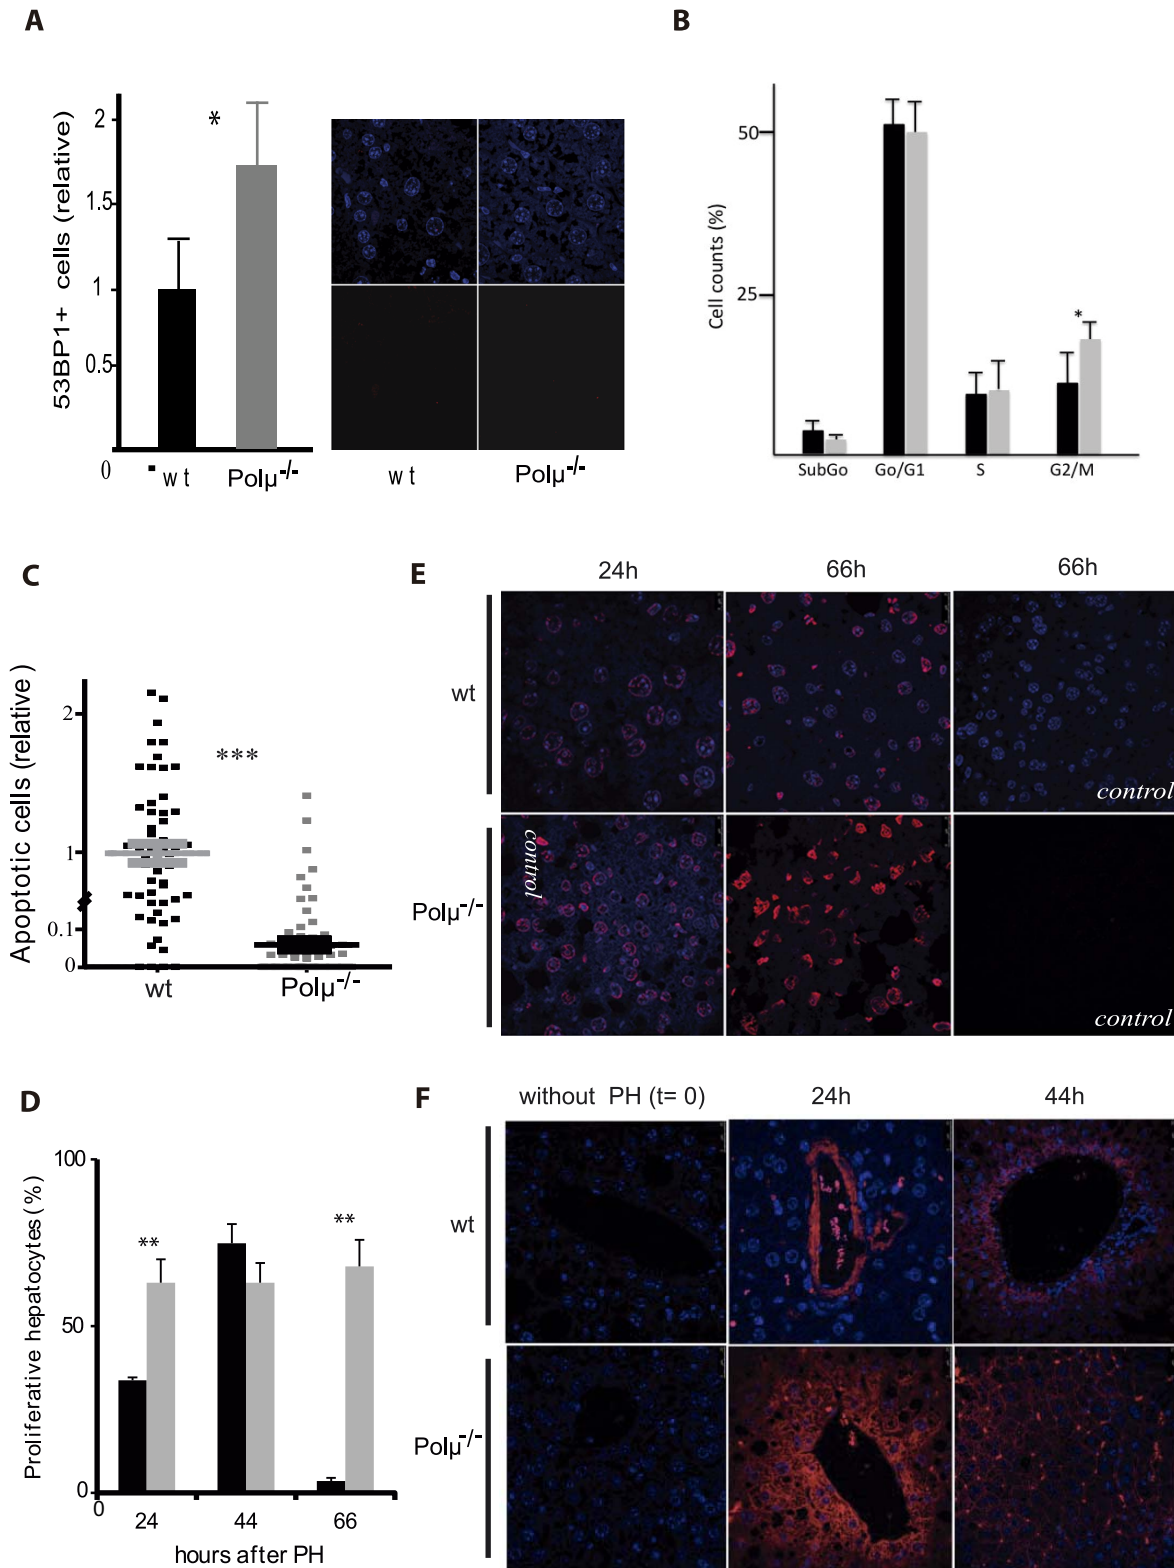 A
53BP1+ cells (relative)
2
1.5
1
0.5
0
*
wt
Polμ-/-
wt
Polμ-/-
B
Cell counts (%)
50
25
*
SubGo
Go/G1
S
G2/M
C
Apoptotic cells (relative)
2
1
0.1
0
***
wt
Polμ-/-
E
24h
66h
66h
wt
control
Polμ-/-
control
control
D
Proliferative hepatocytes (%)
100
50
0
0
**
**
24
44
66
hours after PH
F
without PH (t= 0)
24h
44h
wt
Polμ-/-